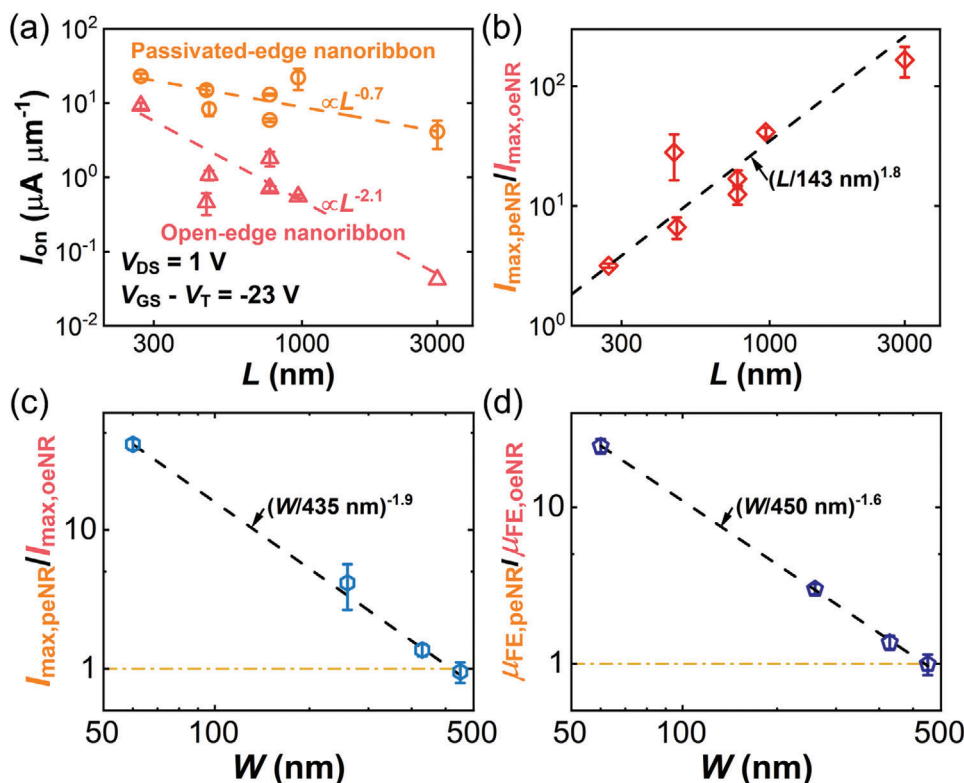 (a)
10²
10¹
10⁰
10⁻¹
10⁻²
I_on (μA μm⁻¹)
Passivated-edge nanoribbon
∝L⁻⁰·⁷
∝L⁻²·¹
Open-edge nanoribbon
V_DS = 1 V
V_GS - V_T = -23 V
300 1000 3000
L (nm)
(b)
10²
10¹
10⁰
I_max,peNR/I_max,oeNR
(L/143 nm)¹·⁸
300 1000 3000
L (nm)
(c)
10
1
I_max,peNR/I_max,oeNR
(W/435 nm)⁻¹·⁹
50 100 500
W (nm)
(d)
10
1
μ_FE,peNR/μ_FE,oeNR
(W/450 nm)⁻¹·⁶
50 100 500
W (nm)